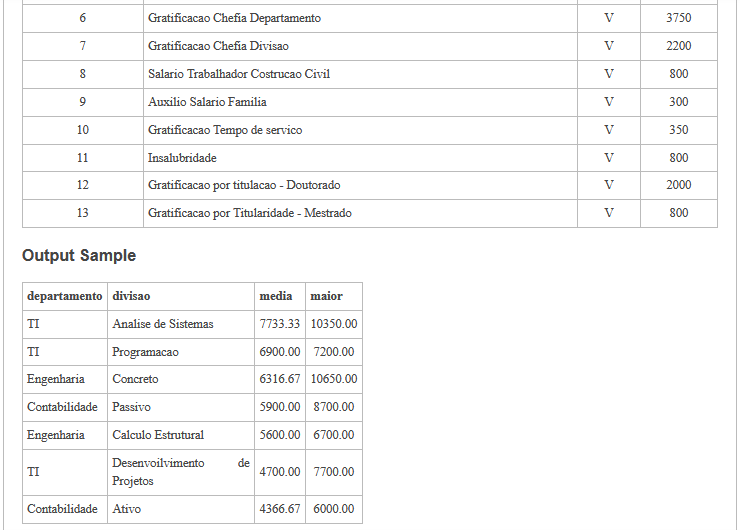 6 Gratificacao Chefia Departamento V 3750
7 Gratificacao Chefia Divisao V 2200
8 Salario Trabalhador Costrucao Civil V 800
9 Auxilio Salario Familia V 300
10 Gratificacao Tempo de servico V 350
11 Insalubridade V 800
12 Gratificacao por titulacao - Doutorado V 2000
13 Gratificacao por Titularidade - Mestrado V 800
Output Sample
departamento divisao media maior
TI Analise de Sistemas 7733.33 10350.00
TI Programacao 6900.00 7200.00
Engenharia Concreto 6316.67 10650.00
Contabilidade Passivo 5900.00 8700.00
Engenharia Calculo Estrutural 5600.00 6700.00
TI Desenvoilvimento de
Projetos 4700.00 7700.00
Contabilidade Ativo 4366.67 6000.00